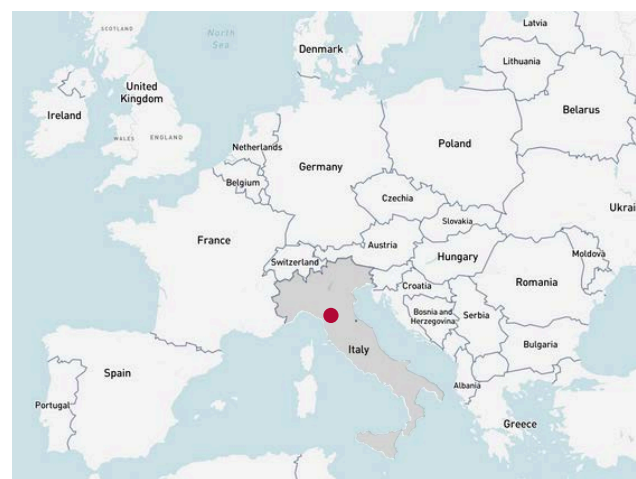 SCOTLAND
North
Sea
Denmark
Latvia
Lithuania
United
Kingdom
Ireland
Belarus
WALES
ENGLAND
Netherlands
Poland
Belgium
Germany
Czechia
Ukrai
Slovakia
France
Austria
Switzerland
Hungary
Moldova
Croatia
Romania
Bosnia and
Herzegovina
Serbia
Italy
Bulgaria
Spain
Albania
Portugal
Greece